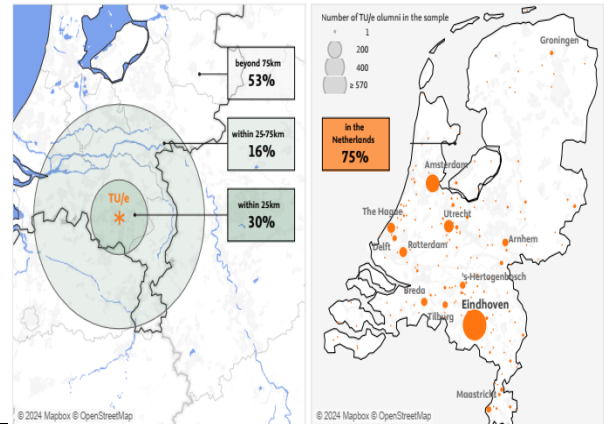 beyond 75km
53%
within 25-75km
16%
within 25km
30%
TU/e
© 2024 Mapbox © OpenStreetMap
Number of TU/e alumni in the sample
1
200
400
≥ 570
in the
Netherlands
75%
Groningen
Amsterdam
The Hague
Utrecht
Delft
Rotterdam
Arnhem
's-Hertogenbosch
Breda
Eindhoven
Tilburg
Maastricht
© 2024 Mapbox © OpenStreetMap